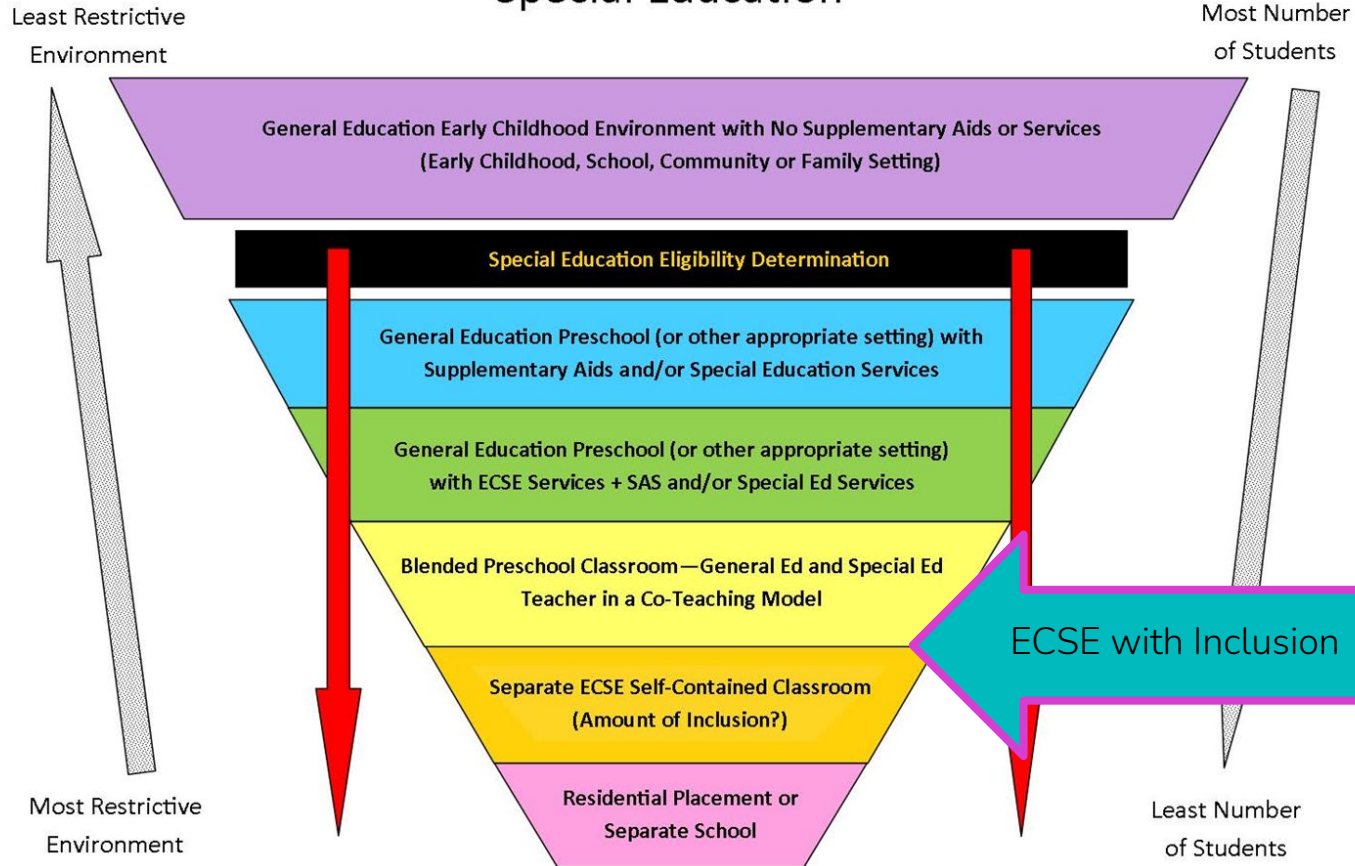 Special Education
Least Restrictive
Environment
Most Number
of Students
General Education Early Childhood Environment with No Supplementary Aids or Services
(Early Childhood, School, Community or Family Setting)
Special Education Eligibility Determination
General Education Preschool (or other appropriate setting) with
Supplementary Aids and/or Special Education Services
General Education Preschool (or other appropriate setting)
with ECSE Services + SAS and/or Special Ed Services
Blended Preschool Classroom—General Ed and Special Ed
Teacher in a Co-Teaching Model
ECSE with Inclusion
Separate ECSE Self-Contained Classroom
(Amount of Inclusion?)
Residential Placement or
Separate School
Most Restrictive
Environment
Least Number
of Students